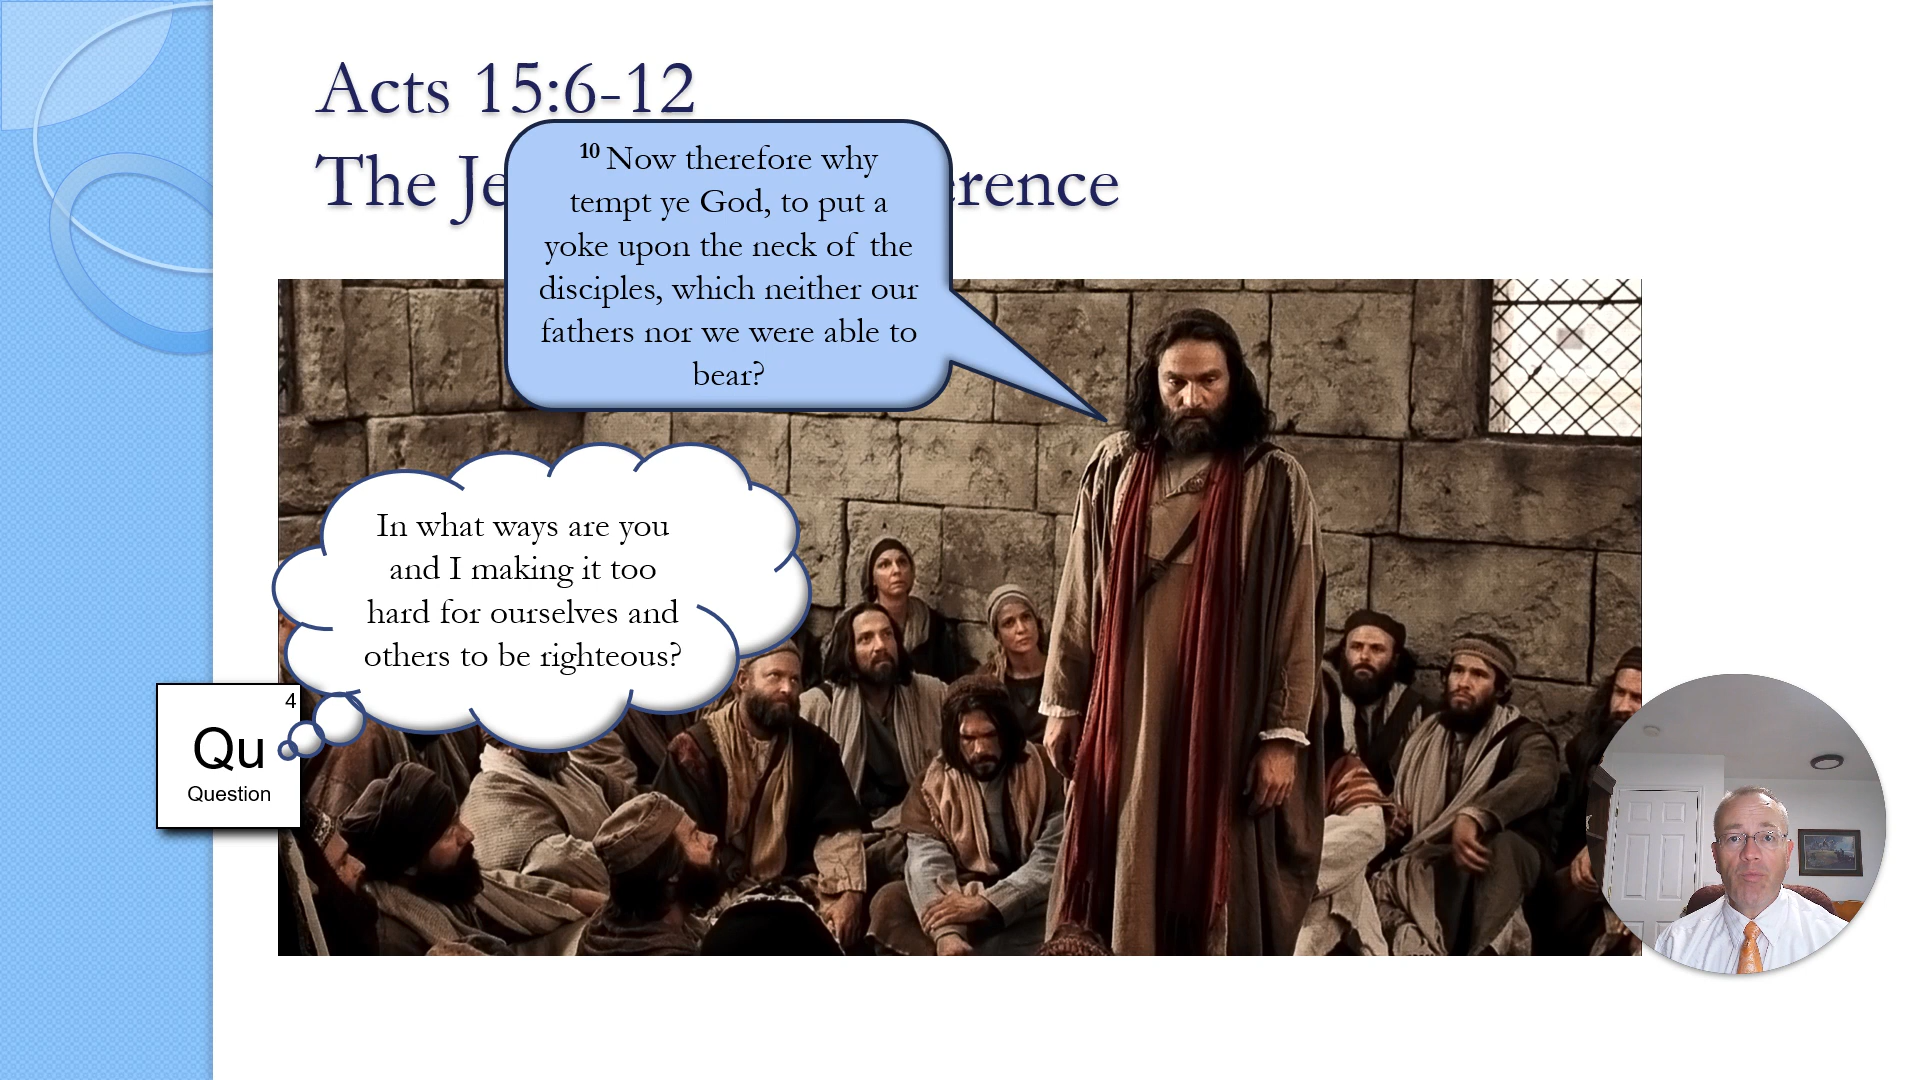 Acts 15:6-12
The Je erence
10 Now therefore why
tempt ye God, to put a
yoke upon the neck of the
disciples, which neither our
fathers nor we were able to
bear?
In what ways are you
and I making it too
hard for ourselves and
others to be righteous?
4
Qu
Question